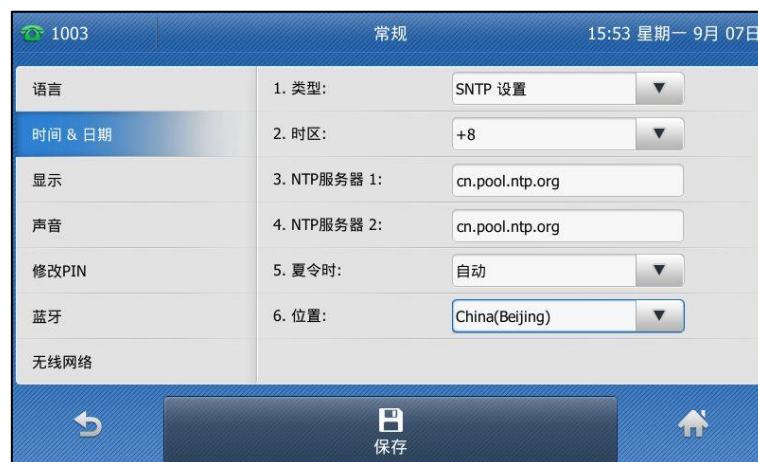 1003 常规 15:53 星期一 9月 07日
语言 1. 类型: SNTP 设置
时间 & 日期 2. 时区: +8
显示 3. NTP服务器 1: cn.pool.ntp.org
声音 4. NTP服务器 2: cn.pool.ntp.org
修改PIN 5. 夏令时: 自动
蓝牙 6. 位置: China(Beijing)
无线网络
保存